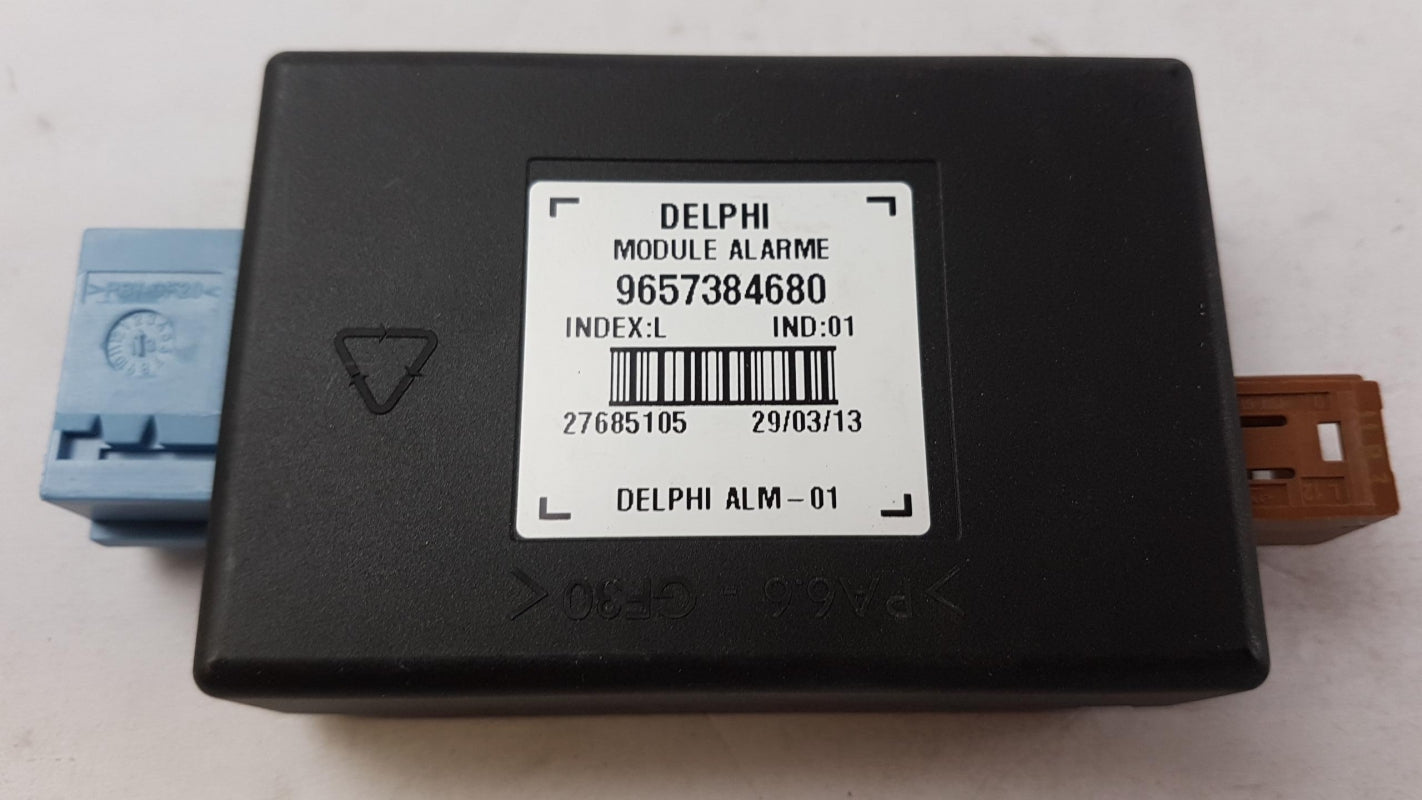 DELPHI
MODULE ALARME
9657384680
INDEX:L IND:01
27685105 29/03/13
DELPHI ALM-01
>PA6.6 - GF30<